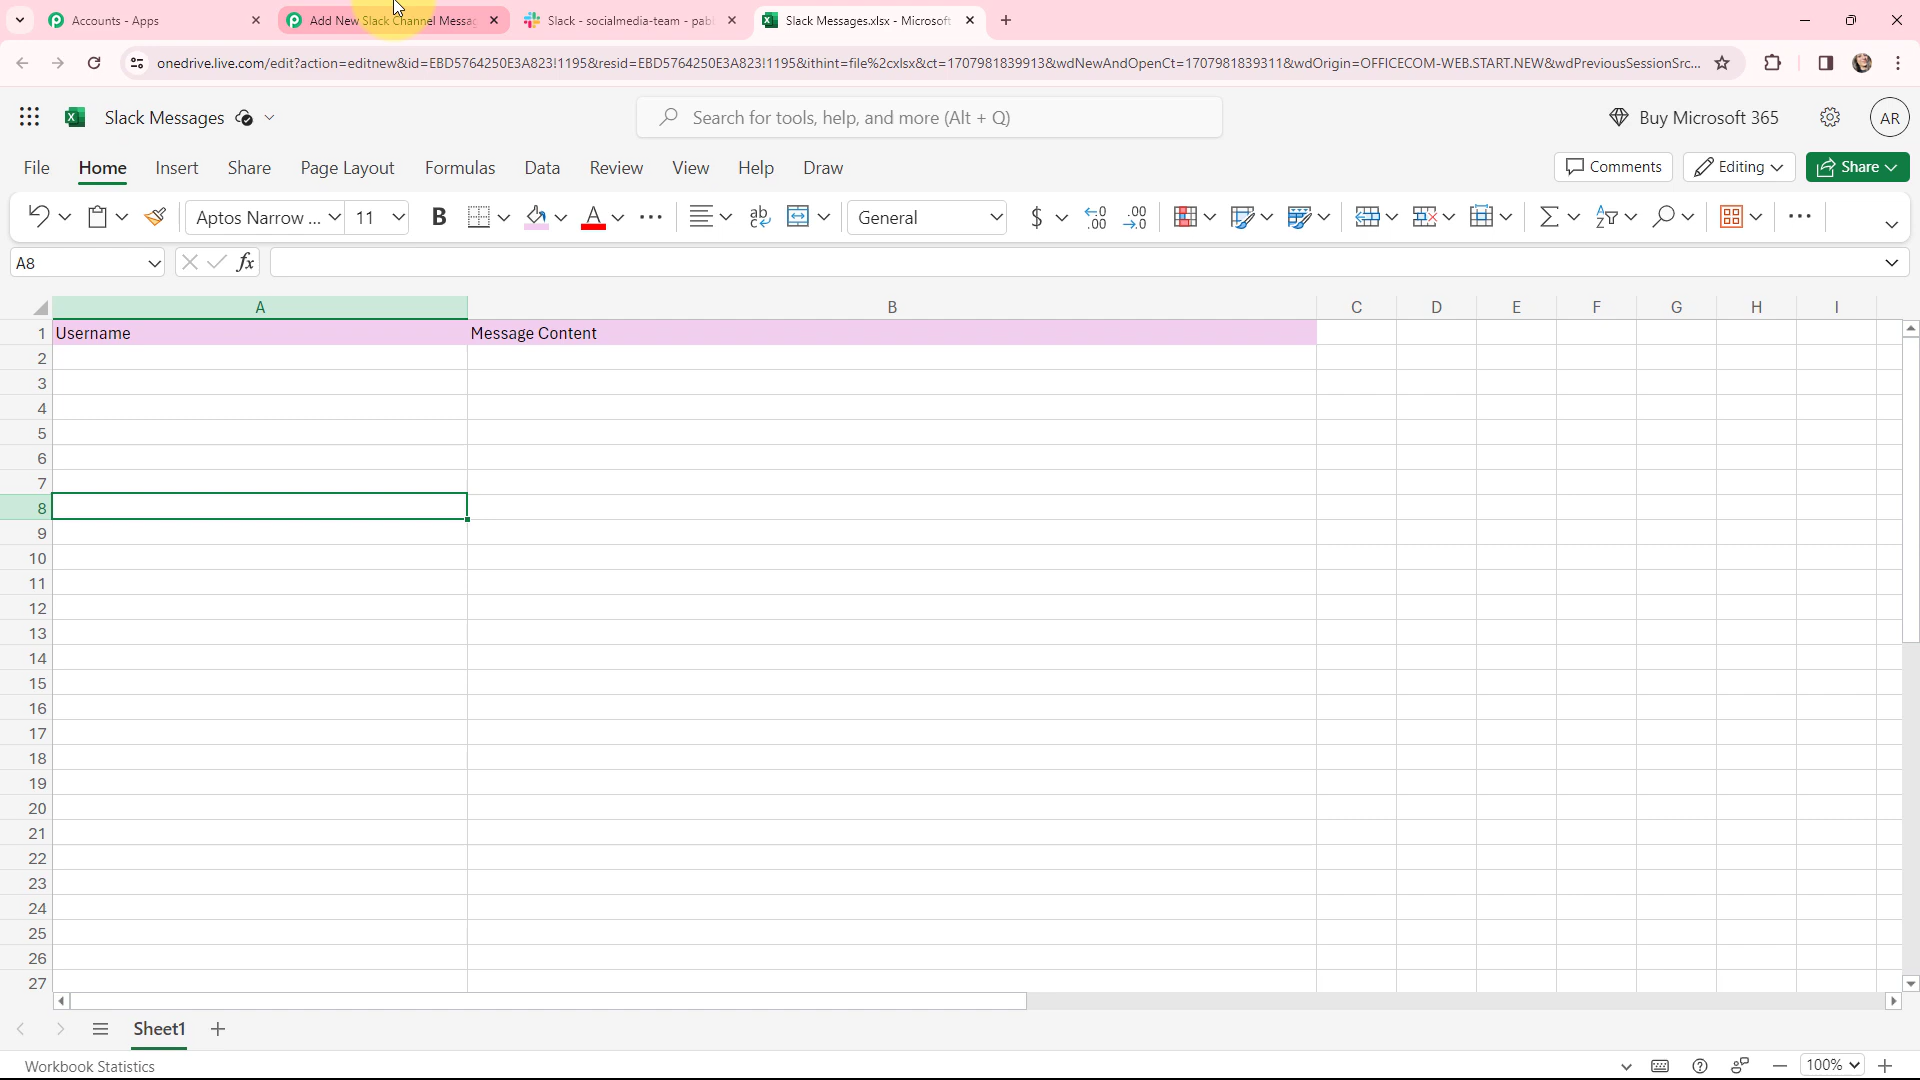 Accounts - Apps
Add New Slack Channel Messag
Slack - socialmedia-team - pabl
Slack Messages.xlsx - Microsoft
onedrive.live.com/edit?action=editnew&id=EBD5764250E3A823!1195&resid=EBD5764250E3A823!1195&ithint=file%2cxlsx&ct=1707981839913&wdNewAndOpenCt=1707981839311&wdOrigin=OFFICECOM-WEB.START.NEW&wdPreviousSessionSrc...
Slack Messages
Search for tools, help, and more (Alt + Q)
Buy Microsoft 365
AR
File Home Insert Share Page Layout Formulas Data Review View Help Draw
Comments
Editing
Share
Aptos Narrow ... 11 B A ab c General $ .00
A8
fx
A B C D E F G H I
1 Username Message Content
2
3
4
5
6
7
8
9
10
11
12
13
14
15
16
17
18
19
20
21
22
23
24
25
26
27
Sheet1
Workbook Statistics
100%